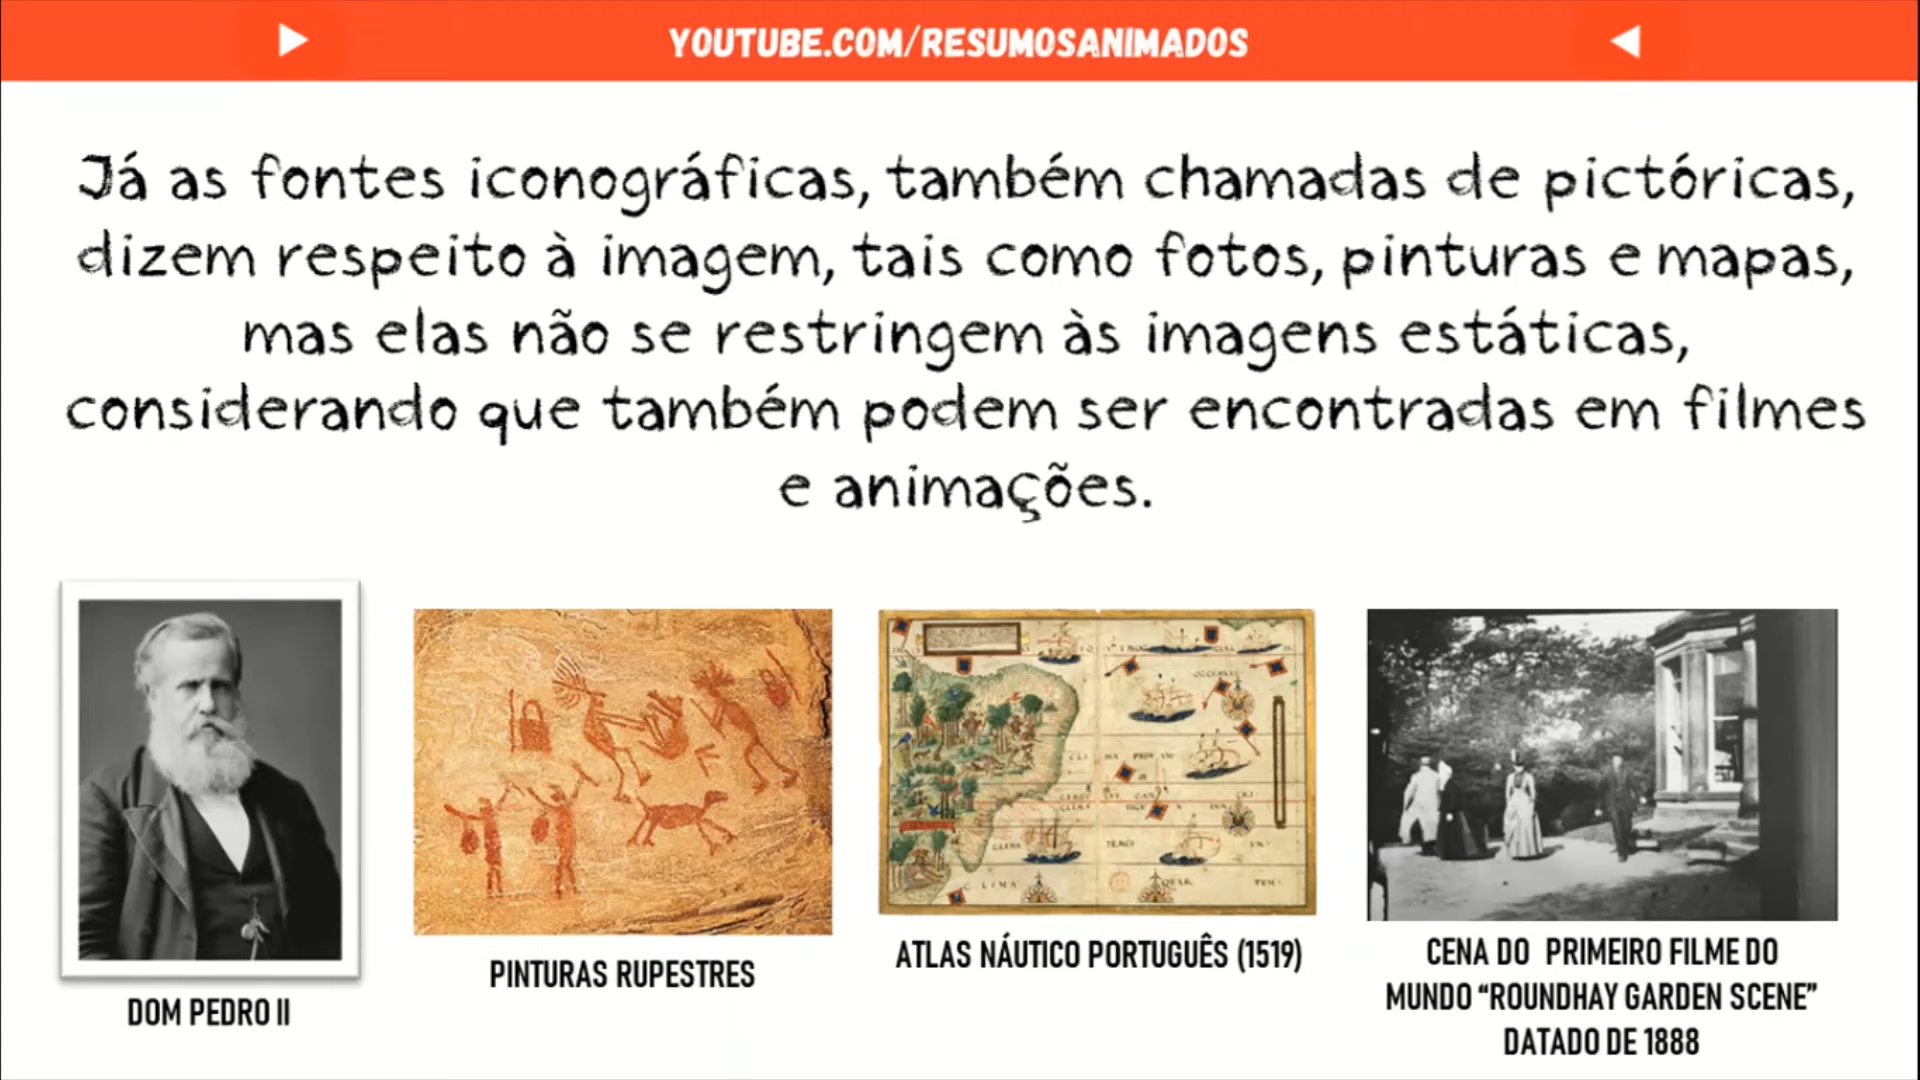 YOUTUBE.COM/RESUMOSANIMADOS
Já as fontes iconográficas, também chamadas de pictóricas,
dizem respeito à imagem, tais como fotos, pinturas e mapas,
mas elas não se restringem às imagens estáticas,
considerando que também podem ser encontradas em filmes
e animações.
DOM PEDRO II
PINTURAS RUPESTRES
ATLAS NÁUTICO PORTUGUÊS (1519)
CENA DO PRIMEIRO FILME DO
MUNDO “ROUNDHAY GARDEN SCENE”
DATADO DE 1888